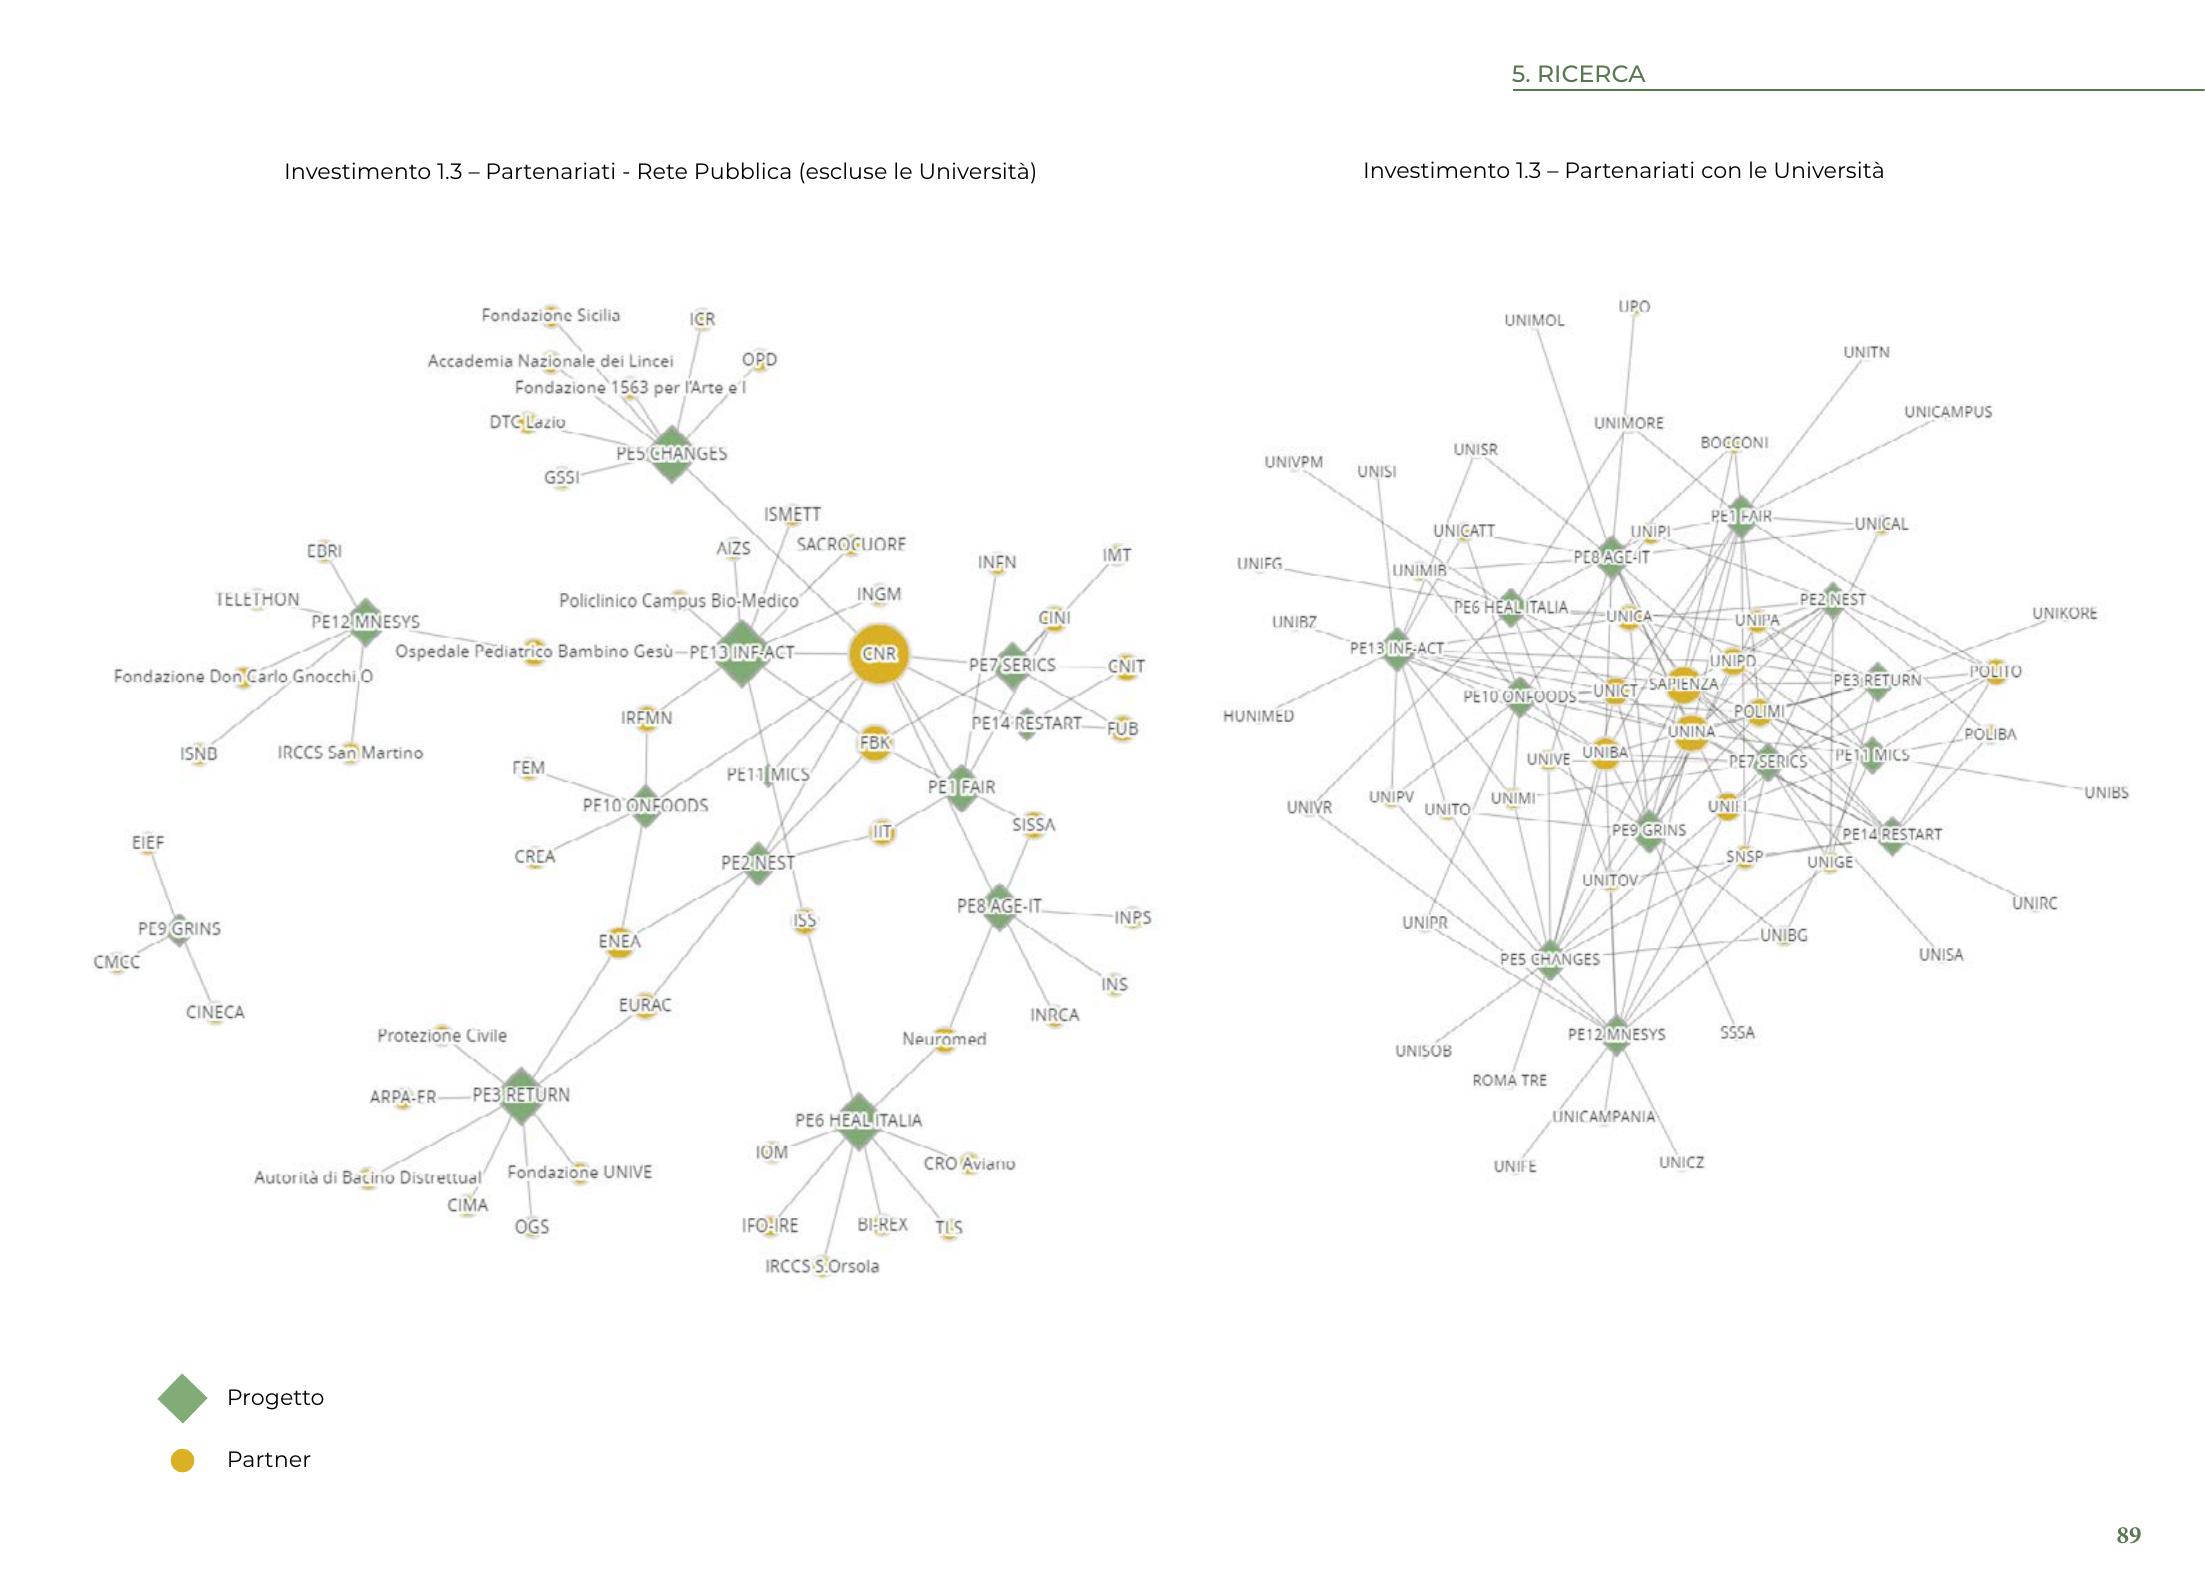 5. RICERCA
Investimento 1.3 – Partenariati - Rete Pubblica (escluse le Università)
Fondazione Sicilia
ICR
Accademia Nazionale dei Lincei
OPD
Fondazione 1563 per l'Arte e l
DTC Lazio
PE5 CHANGES
GSSI
ISMETT
AIZS
SACROCUORE
EBRI
INFN
IMT
TELETHON
Policlinico Campus Bio-Medico
INGM
PE12 MNESYS
CINI
Ospedale Pediatrico Bambino Gesù
PE13 INF-ACT
CNR
PE7 SERICS
CNIT
Fondazione Don Carlo Gnocchi O
IRFMN
PE14 RESTART
FUB
ISNB
IRCCS San Martino
FBK
FEM
PE11 MICS
PE1 FAIR
PE10 ONFOODS
EIEF
CREA
PE2 NEST
IIT
SISSA
PE9 GRINS
ISS
PE8 AGE-IT
INPS
CMCC
ENEA
INS
CINECA
EURAC
INRCA
Protezione Civile
Neuromed
ARPA-ER
PE3 RETURN
PE6 HEAL ITALIA
IOM
CRO Aviano
Autorità di Bacino Distrettual
Fondazione UNIVE
CIMA
OGS
IFO-IRE
BI-REX
TLS
IRCCS S.Orsola
Investimento 1.3 – Partenariati con le Università
UPO
UNIMOL
UNITN
UNICAMPUS
UNIMORE
BOCCONI
UNISR
UNIVPM
UNISI
PE1 FAIR
UNICATT
UNIPI
UNICAL
PE8 AGE-IT
UNIFG
UNIMIB
PE6 HEAL ITALIA
PE2 NEST
UNIBZ
UNICA
UNIPA
UNIKORE
PE13 INF-ACT
UNIPD
POLITO
PE10 ONFOODS
UNICT
SAPIENZA
PE3 RETURN
HUNIMED
POLIMI
UNINA
POLIBA
UNIVE
UNIBA
PE7 SERICS
PE11 MICS
UNIBS
UNIVR
UNIPV
UNITO
UNIMI
UNIFI
PE9 GRINS
PE14 RESTART
SNSP
UNIGE
UNITOV
UNIRC
UNIPR
UNIBG
UNISA
PE5 CHANGES
PE12 MNESYS
SSSA
UNISOB
ROMA TRE
UNICAMPANIA
UNIFE
UNICZ
Progetto
Partner
89